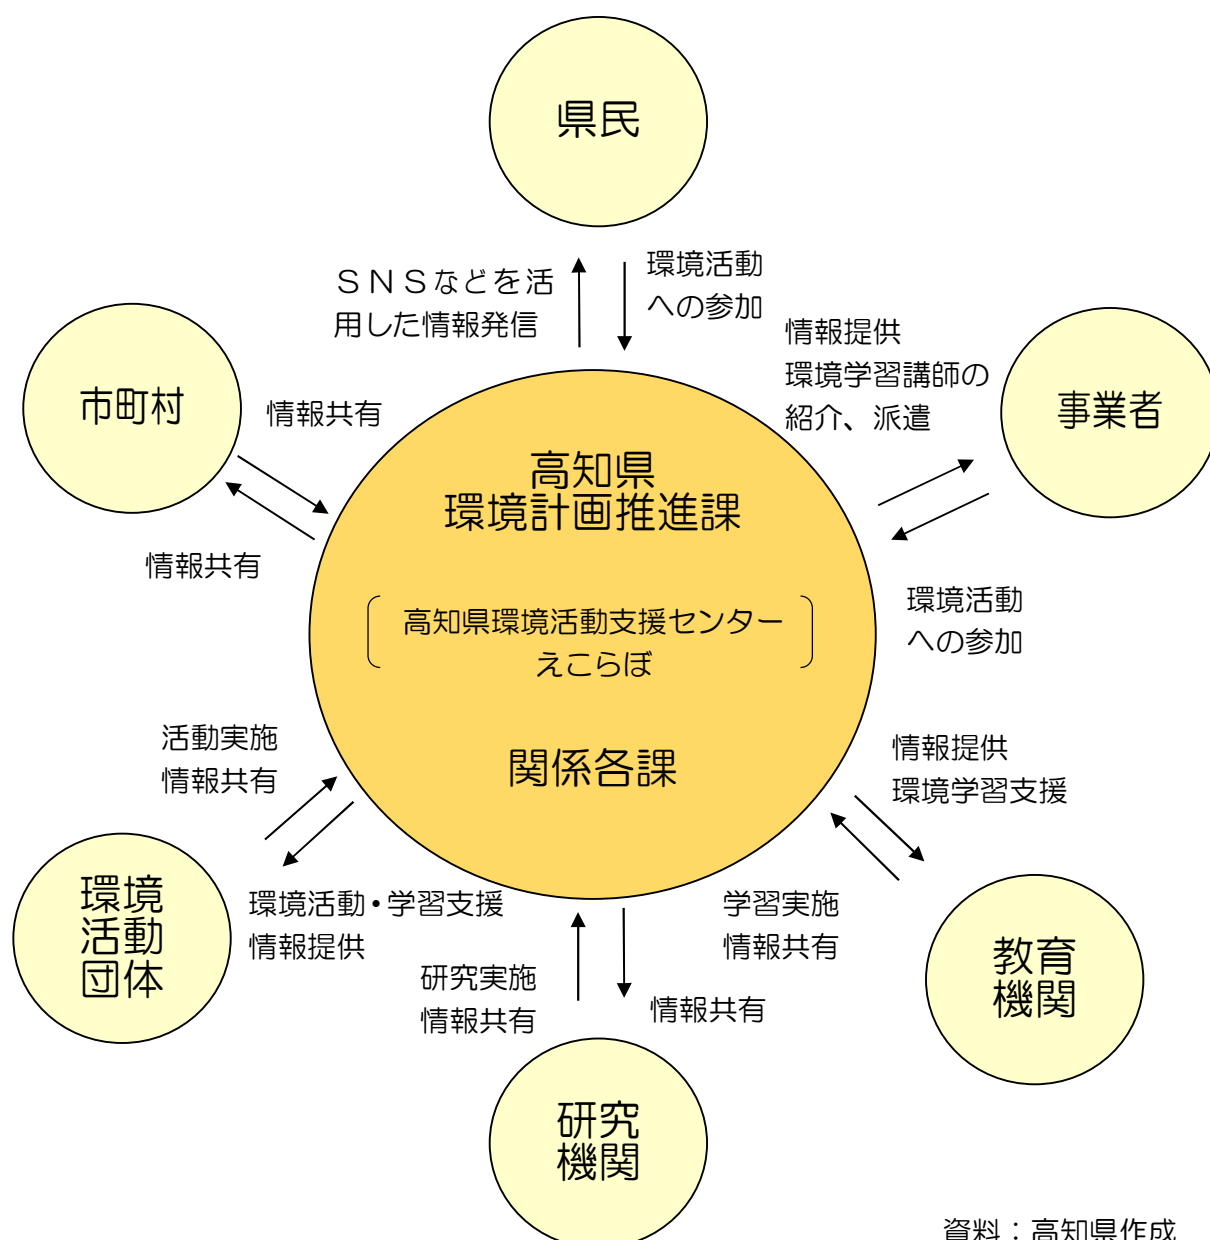 県民
ＳＮＳなどを活
用した情報発信
環境活動
への参加
市町村
情報共有
情報共有
情報提供
環境学習講師の
紹介、派遣
事業者
環境活動
への参加
高知県
環境計画推進課
高知県環境活動支援センター
えこらぼ
関係各課
活動実施
情報共有
環境活動・学習支援
情報提供
環境
活動
団体
研究実施
情報共有
情報共有
研究
機関
情報提供
環境学習支援
学習実施
情報共有
教育
機関
資料：高知県作成